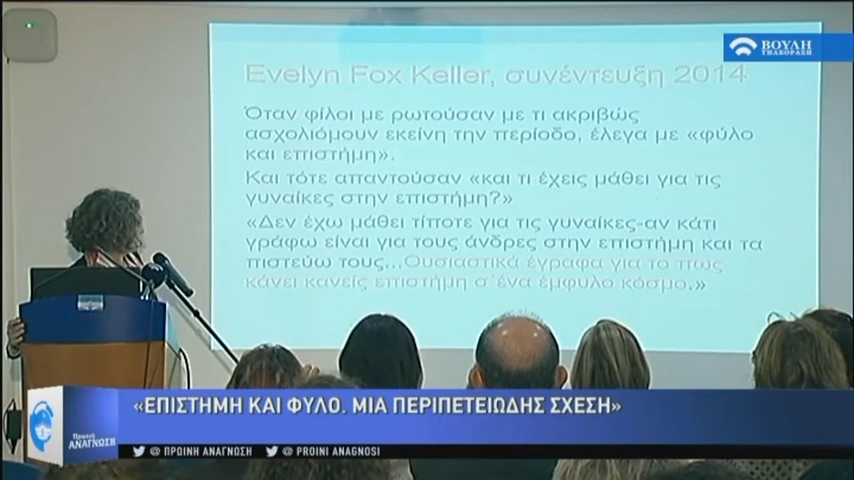 ΒΟΥΛΗ
ΤΗΛΕΟΡΑΣΗ
Evelyn Fox Keller, συνέντευξη 2014
Όταν φίλοι με ρωτούσαν με τι ακριβώς
ασχολιόμουν εκείνη την περίοδο, έλεγα με «φύλο
και επιστήμη».
Και τότε απαντούσαν «και τι έχεις μάθει για τις
γυναίκες στην επιστήμη?»
«Δεν έχω μάθει τίποτε για τις γυναίκες-αν κάτι
γράφω είναι για τους άνδρες στην επιστήμη και τα
πιστεύω τους...Ουσιαστικά έγραφα για το πως
κάνει κανείς επιστήμη σ΄ένα έμφυλο κόσμο.»
«ΕΠΙΣΤΗΜΗ ΚΑΙ ΦΥΛΟ. ΜΙΑ ΠΕΡΙΠΕΤΕΙΩΔΗΣ ΣΧΕΣΗ»
Πρωινή
ΑΝΑΓΝΩΣΗ
@ ΠΡΩΙΝΗ ΑΝΑΓΝΩΣΗ @ PROINI ANAGNOSI